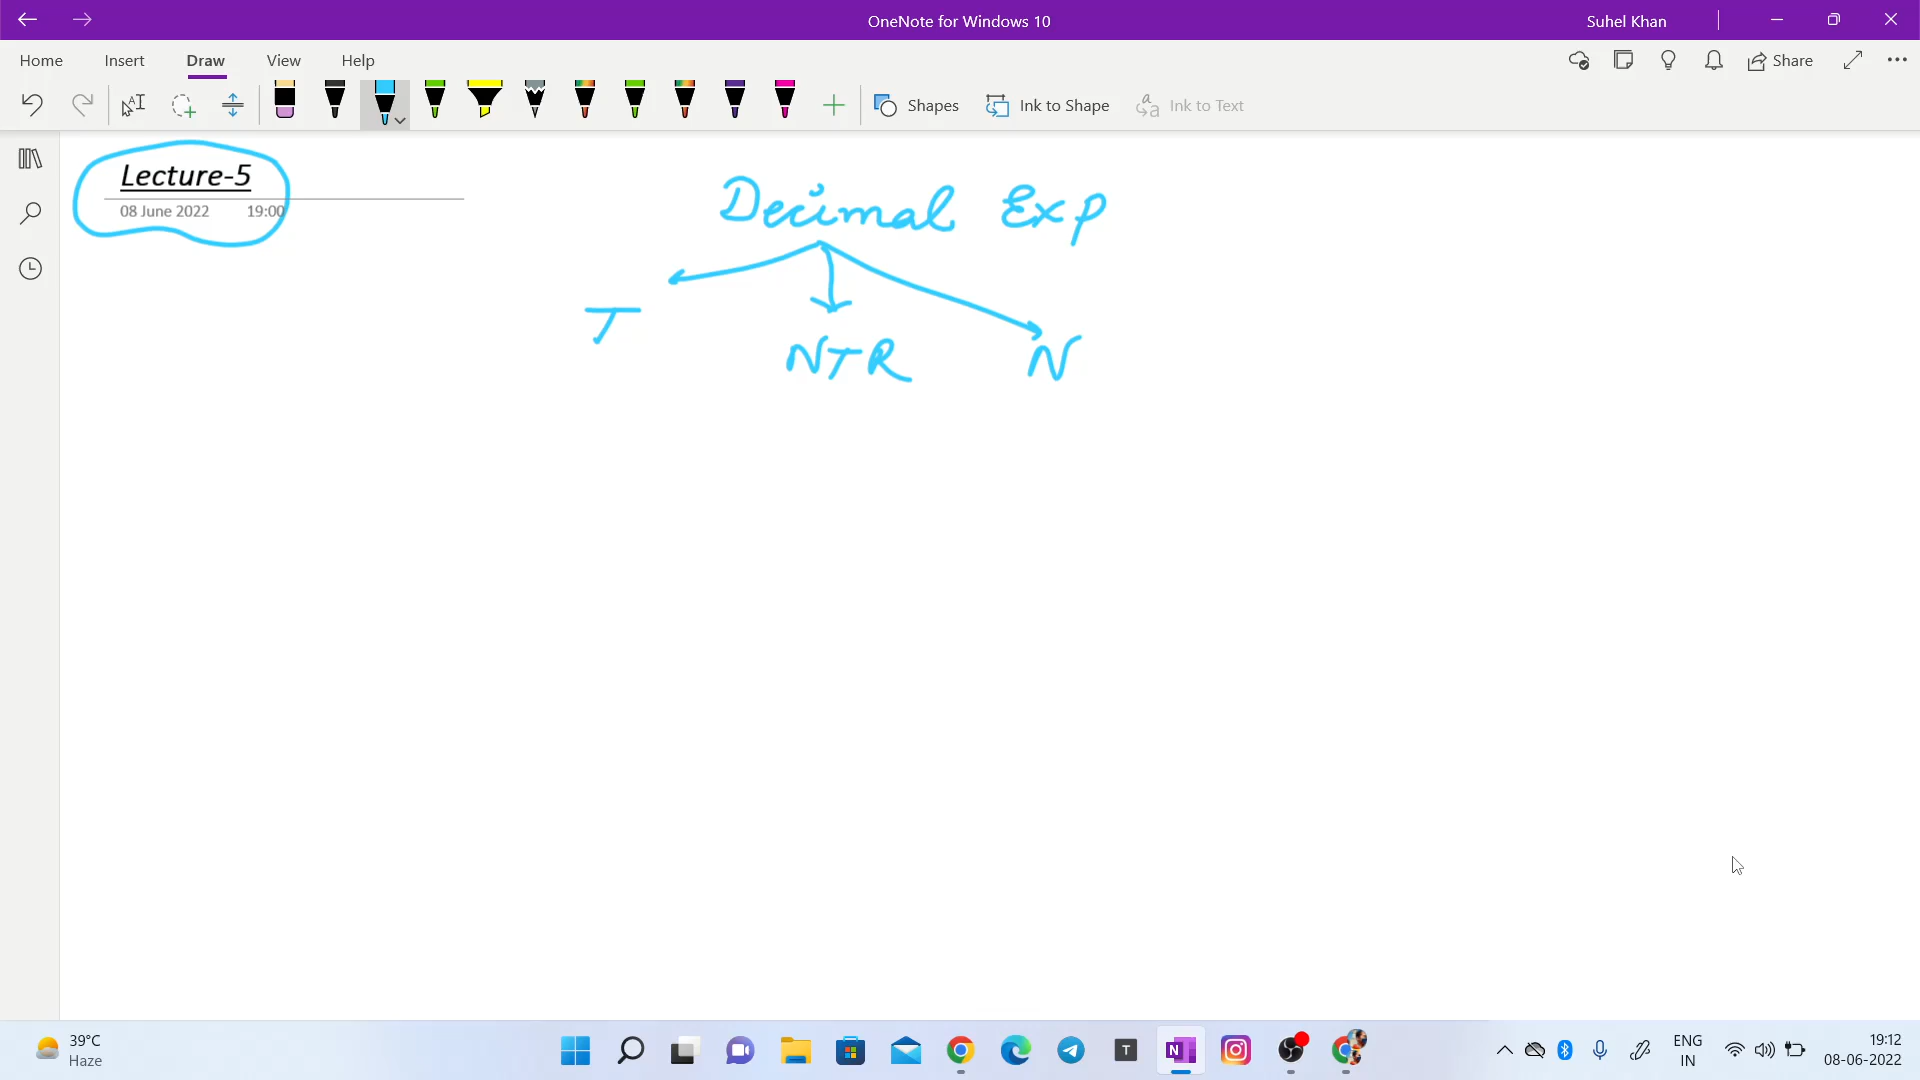 OneNote for Windows 10
Suhel Khan
Home Insert Draw View Help
Share
Shapes Ink to Shape Ink to Text
Lecture-5
08 June 2022 19:00
Decimal Exp
T
NTR
N
39°C
Haze
ENG
IN
19:12
08-06-2022